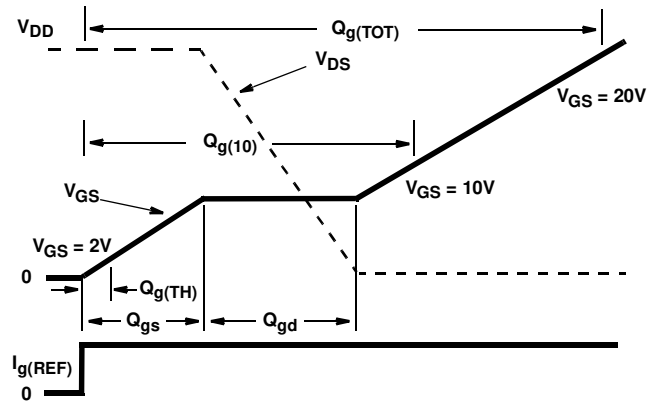 V_DD
Q_g(TOT)
V_DS
V_GS = 20V
Q_g(10)
V_GS
V_GS = 10V
V_GS = 2V
0
Q_g(TH)
Q_gs
Q_gd
I_g(REF)
0